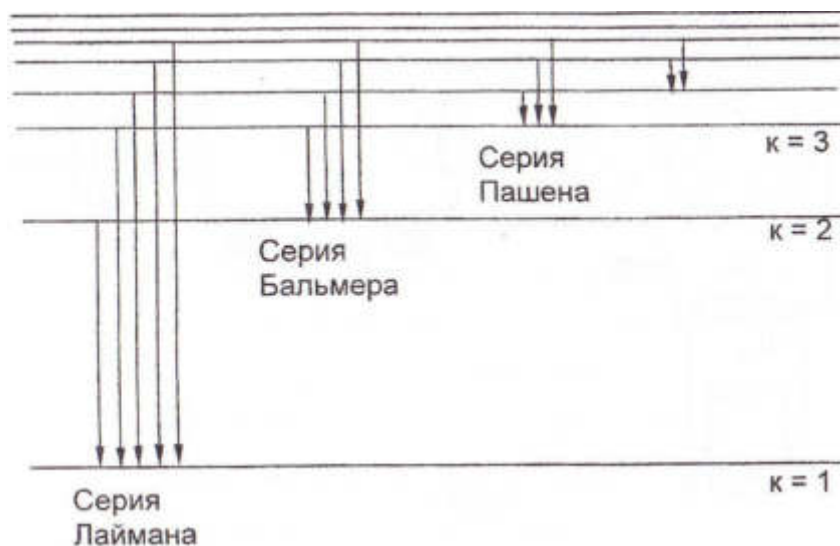 к = 3
Серия
Пашена
к = 2
Серия
Бальмера
к = 1
Серия
Лаймана